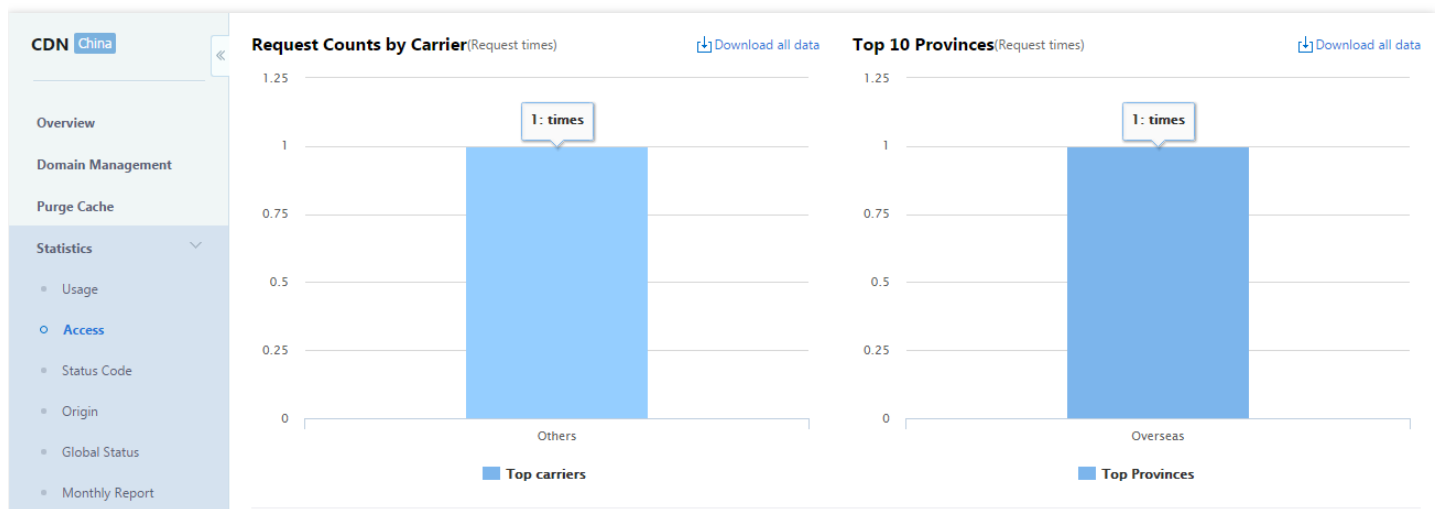 CDN China
Overview
Domain Management
Purge Cache
Statistics
Usage
Access
Status Code
Origin
Global Status
Monthly Report
Request Counts by Carrier(Request times)
Download all data
1.25
1
0.75
0.5
0.25
0
1: times
Others
Top carriers
Top 10 Provinces(Request times)
Download all data
1.25
1
0.75
0.5
0.25
0
1: times
Overseas
Top Provinces